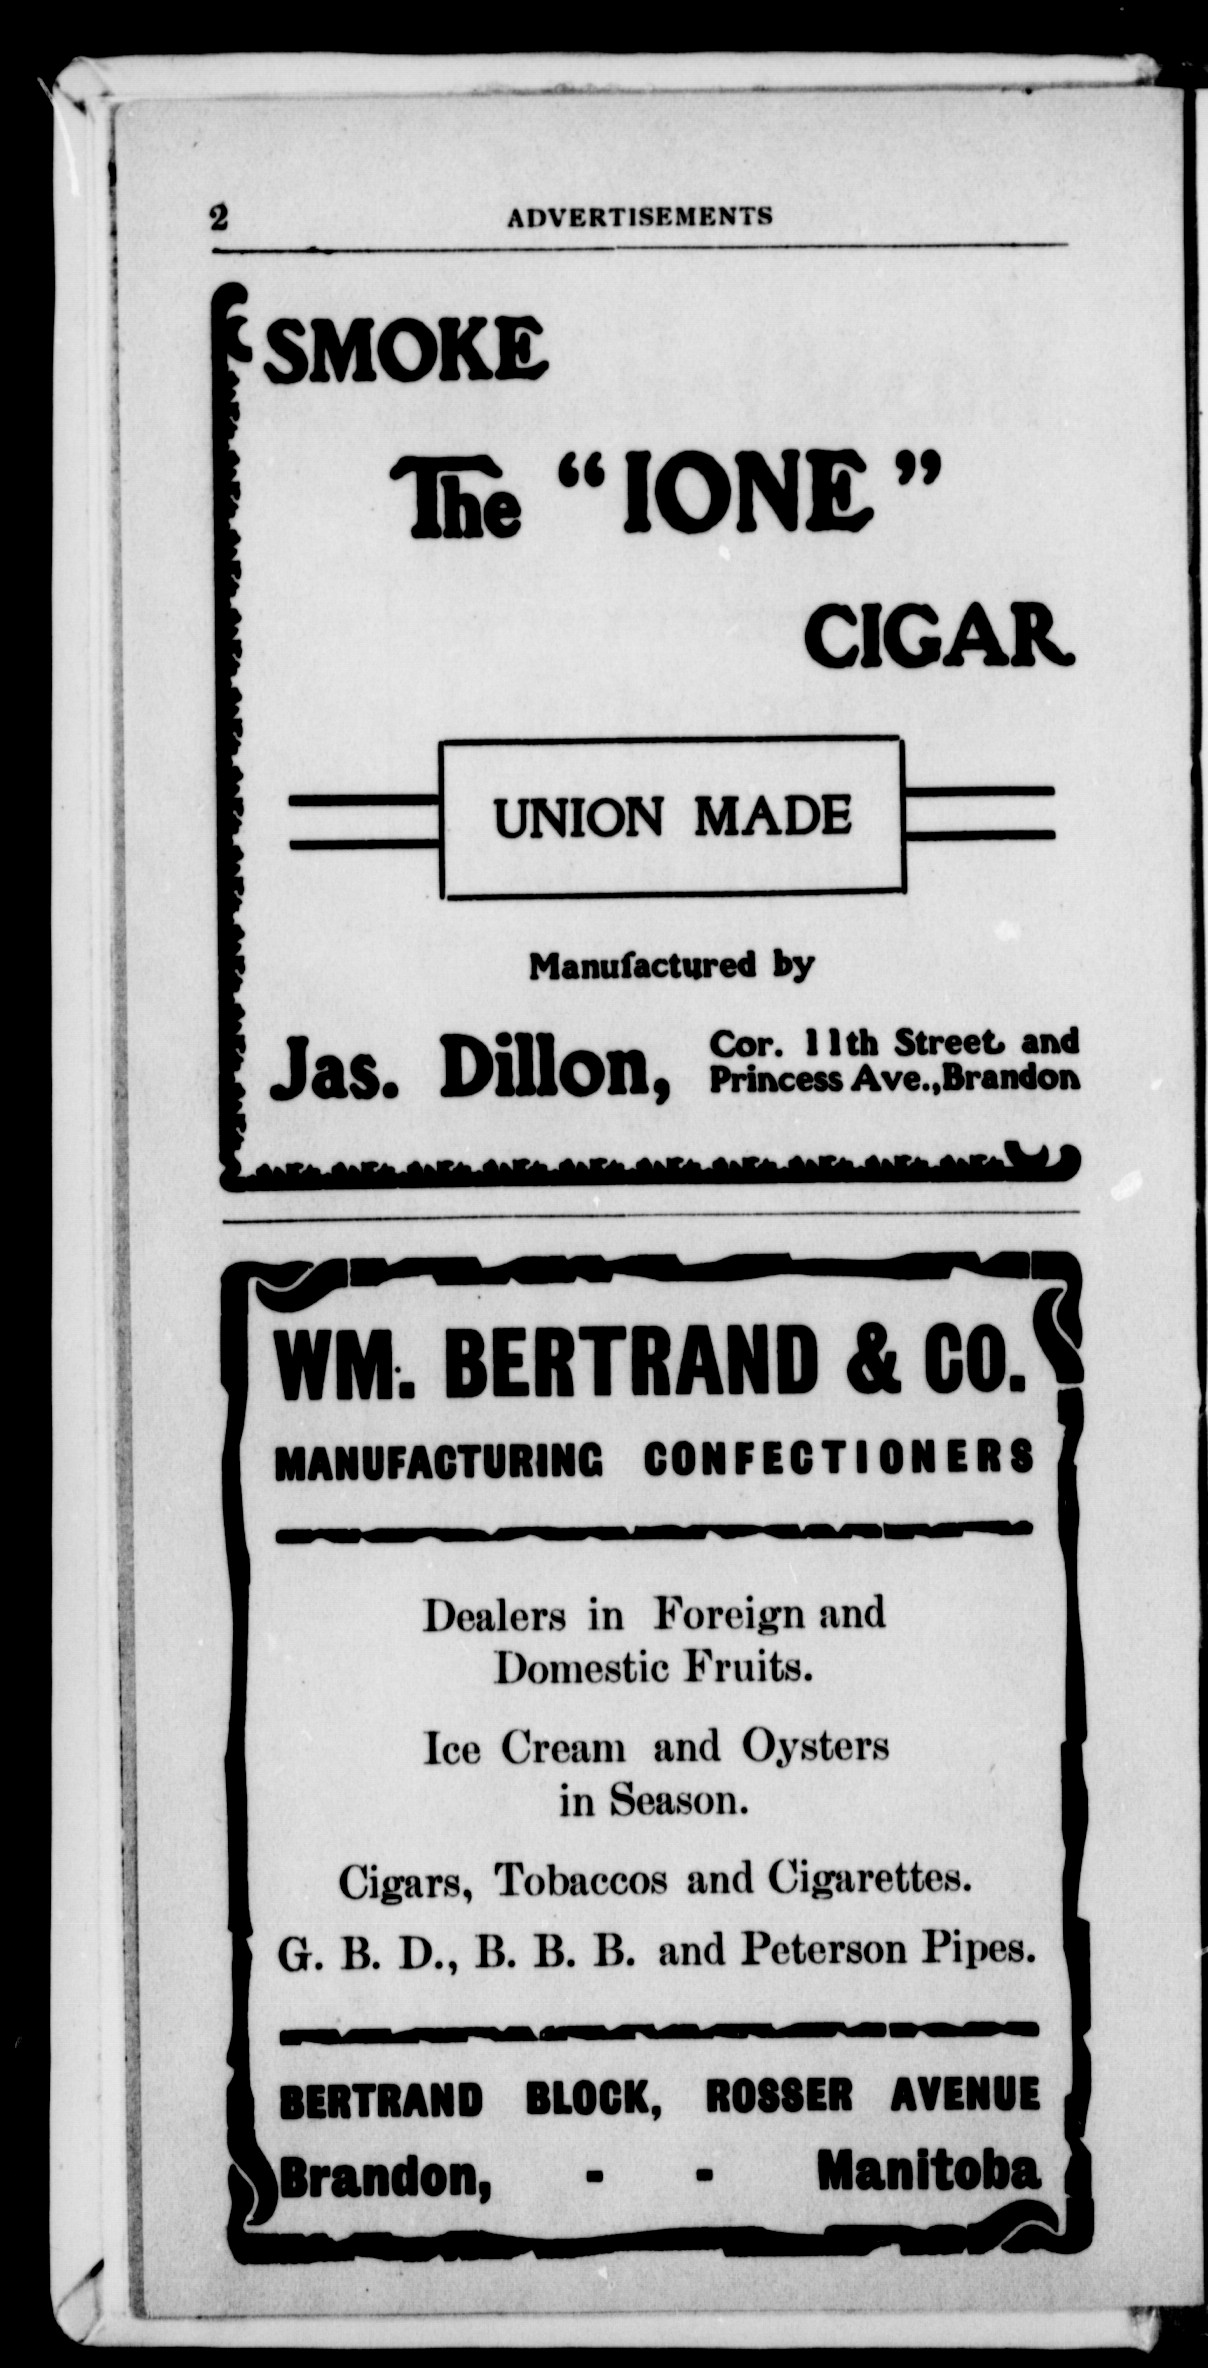 2 ADVERTISEMENTS
SMOKE
The “IONE”
CIGAR
UNION MADE
Manufactured by
Jas. Dillon, Cor. 11th Street and
Princess Ave., Brandon
WM. BERTRAND & CO.
MANUFACTURING CONFECTIONERS
Dealers in Foreign and
Domestic Fruits.
Ice Cream and Oysters
in Season.
Cigars, Tobaccos and Cigarettes.
G. B. D., B. B. B. and Peterson Pipes.
BERTRAND BLOCK, ROSSER AVENUE
Brandon, - - Manitoba